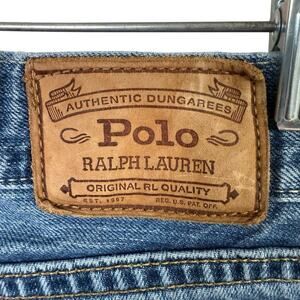 AUTHENTIC DUNGAREES
Polo
RALPH LAUREN
ORIGINAL RL QUALITY
EST. 1967 REG. U.S. PAT. OFF.